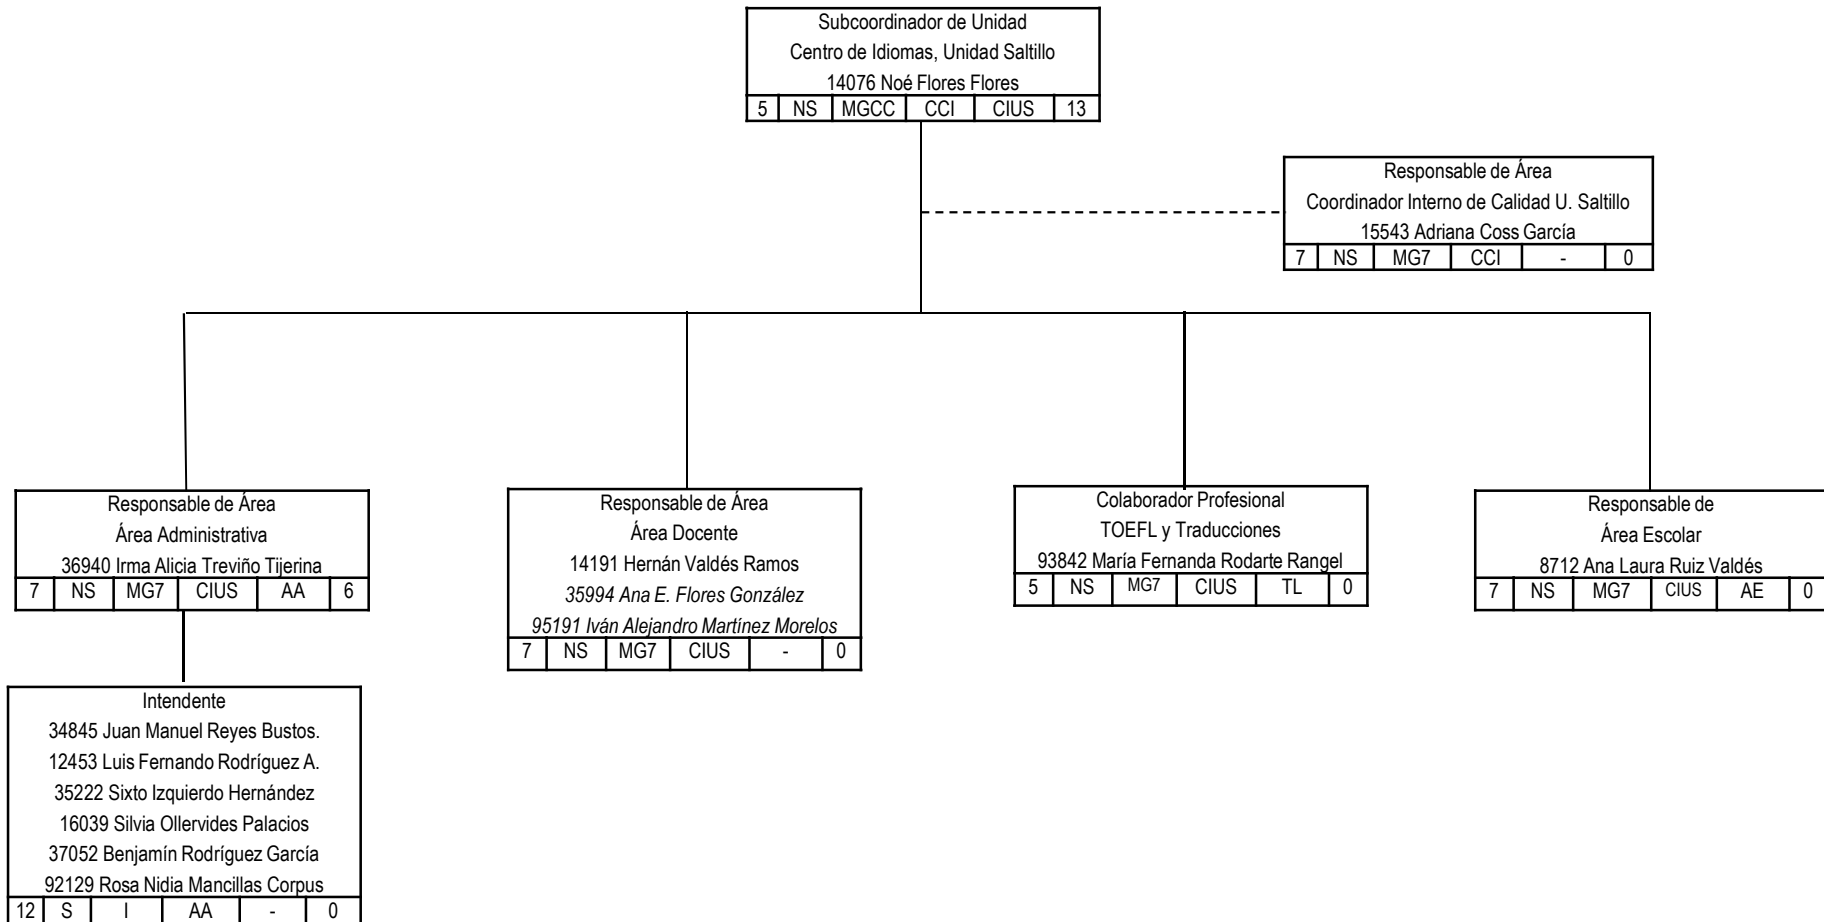 Subcoordinador de Unidad
Centro de Idiomas, Unidad Saltillo
14076 Noé Flores Flores
5 NS MGCC CCI CIUS 13
Responsable de Área
Coordinador Interno de Calidad U. Saltillo
15543 Adriana Coss García
7 NS MG7 CCI - 0
Responsable de Área
Área Administrativa
36940 Irma Alicia Treviño Tijerina
7 NS MG7 CIUS AA 6
Responsable de Área
Área Docente
14191 Hernán Valdés Ramos
35994 Ana E. Flores González
95191 Iván Alejandro Martínez Morelos
7 NS MG7 CIUS - 0
Colaborador Profesional
TOEFL y Traducciones
93842 María Fernanda Rodarte Rangel
5 NS MG7 CIUS TL 0
Responsable de
Área Escolar
8712 Ana Laura Ruiz Valdés
7 NS MG7 CIUS AE 0
Intendente
34845 Juan Manuel Reyes Bustos.
12453 Luis Fernando Rodríguez A.
35222 Sixto Izquierdo Hernández
16039 Silvia Ollervides Palacios
37052 Benjamín Rodríguez García
92129 Rosa Nidia Mancillas Corpus
12 S I AA - 0